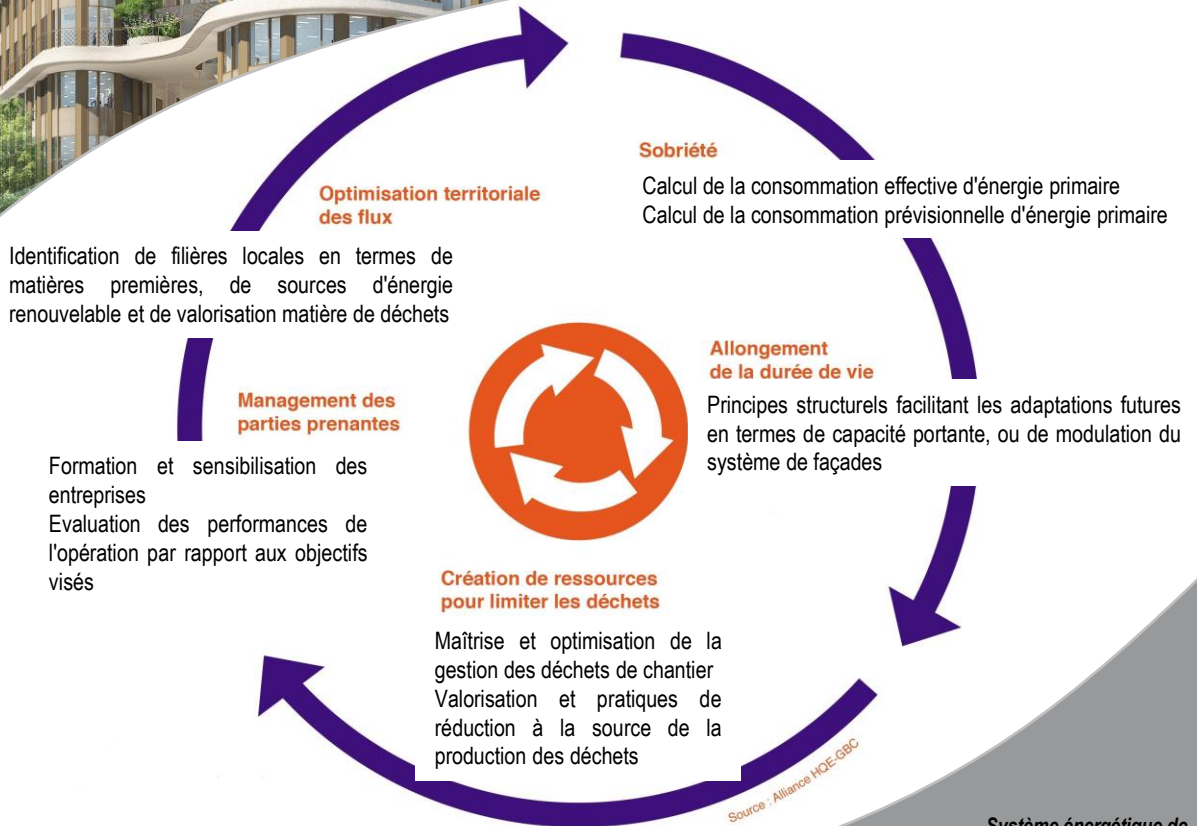 Sobriété
Calcul de la consommation effective d'énergie primaire
Calcul de la consommation prévisionnelle d'énergie primaire
Optimisation territoriale
des flux
Identification de filières locales en termes de
matières premières, de sources d'énergie
renouvelable et de valorisation matière de déchets
Allongement
de la durée de vie
Principes structurels facilitant les adaptations futures
en termes de capacité portante, ou de modulation du
système de façades
Management des
parties prenantes
Formation et sensibilisation des
entreprises
Evaluation des performances de
l'opération par rapport aux objectifs
visés
Création de ressources
pour limiter les déchets
Maîtrise et optimisation de la
gestion des déchets de chantier
Valorisation et pratiques de
réduction à la source de la
production des déchets
Source : Alliance HQE-GBC
Système énergétique de